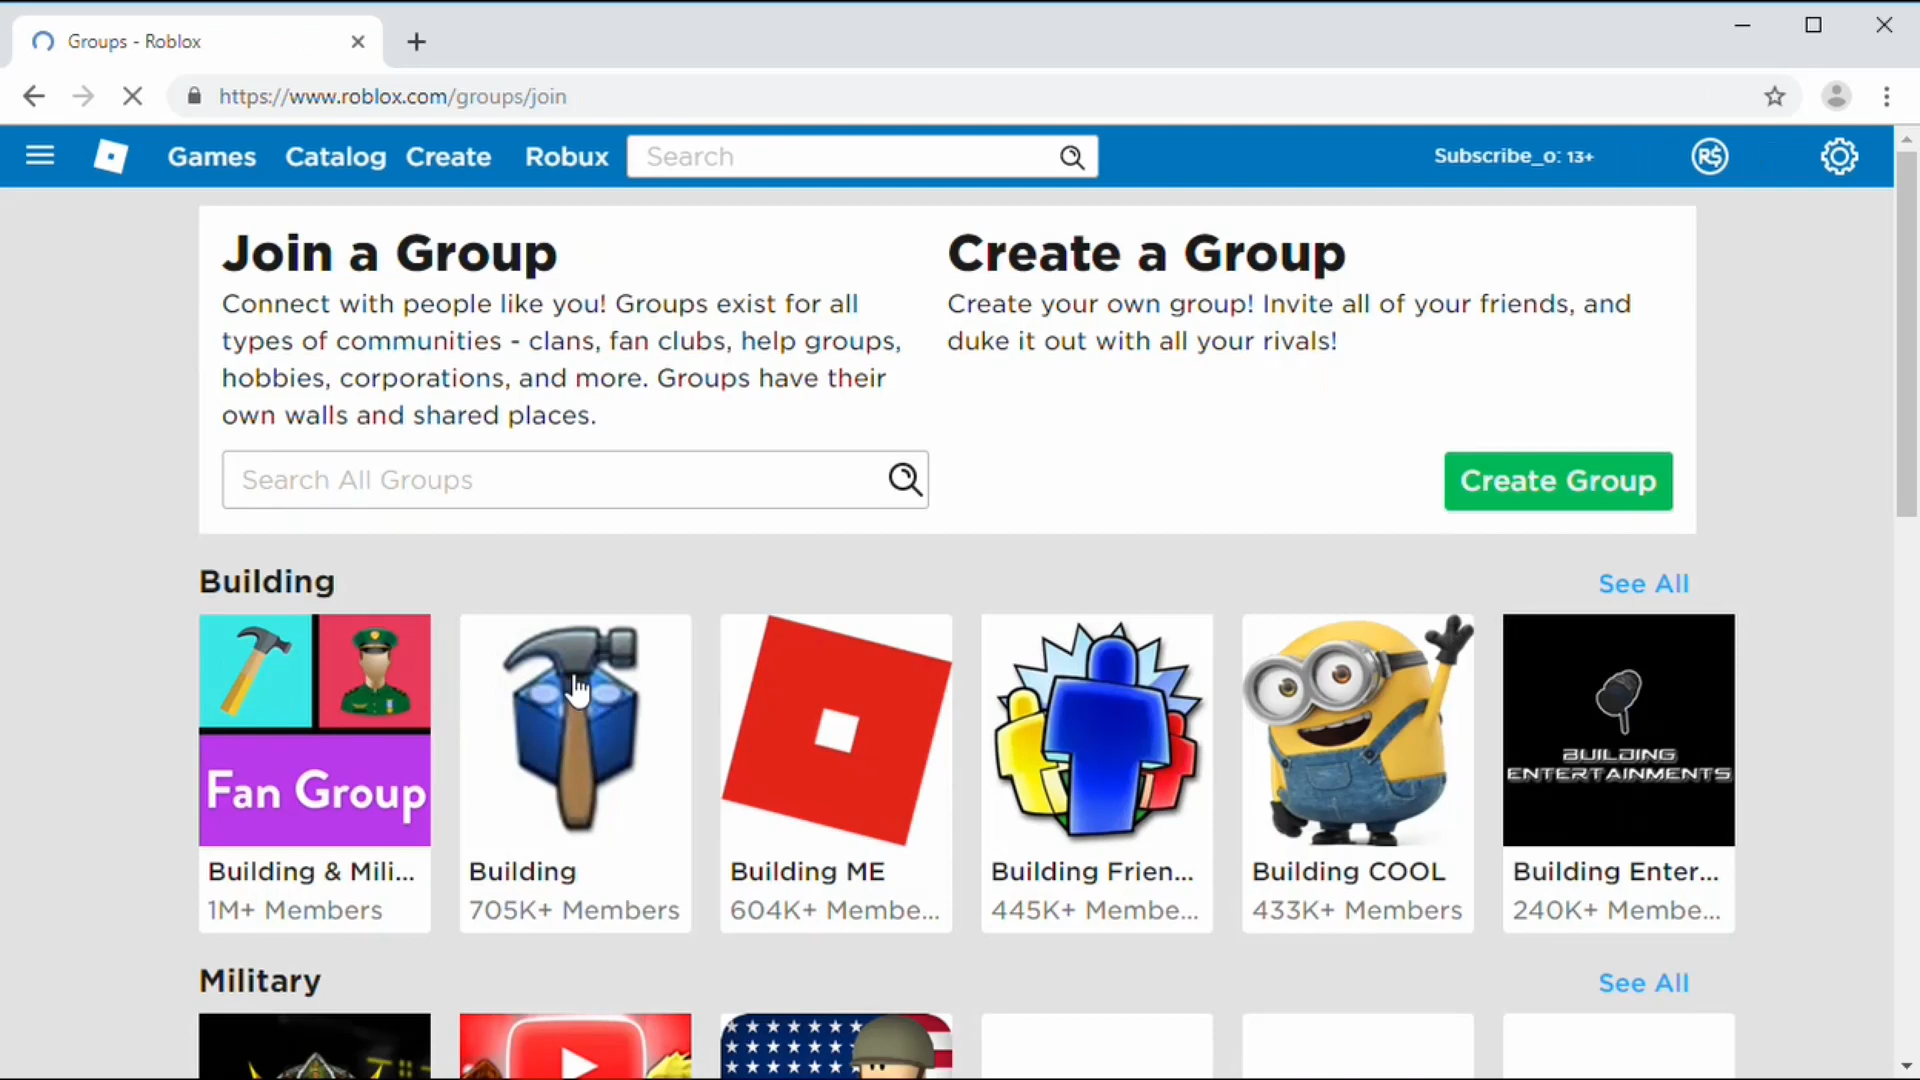 Groups - Roblox
https://www.roblox.com/groups/join
Games Catalog Create Robux Search Subscribe_o: 13+ R$
Join a Group
Connect with people like you! Groups exist for all
types of communities - clans, fan clubs, help groups,
hobbies, corporations, and more. Groups have their
own walls and shared places.
Search All Groups
Create a Group
Create your own group! Invite all of your friends, and
duke it out with all your rivals!
Create Group
Building See All
Fan Group
BUILDING
ENTERTAINMENTS
Building & Mili... Building Building ME Building Frien... Building COOL Building Enter...
1M+ Members 705K+ Members 604K+ Membe... 445K+ Membe... 433K+ Members 240K+ Membe...
Military See All